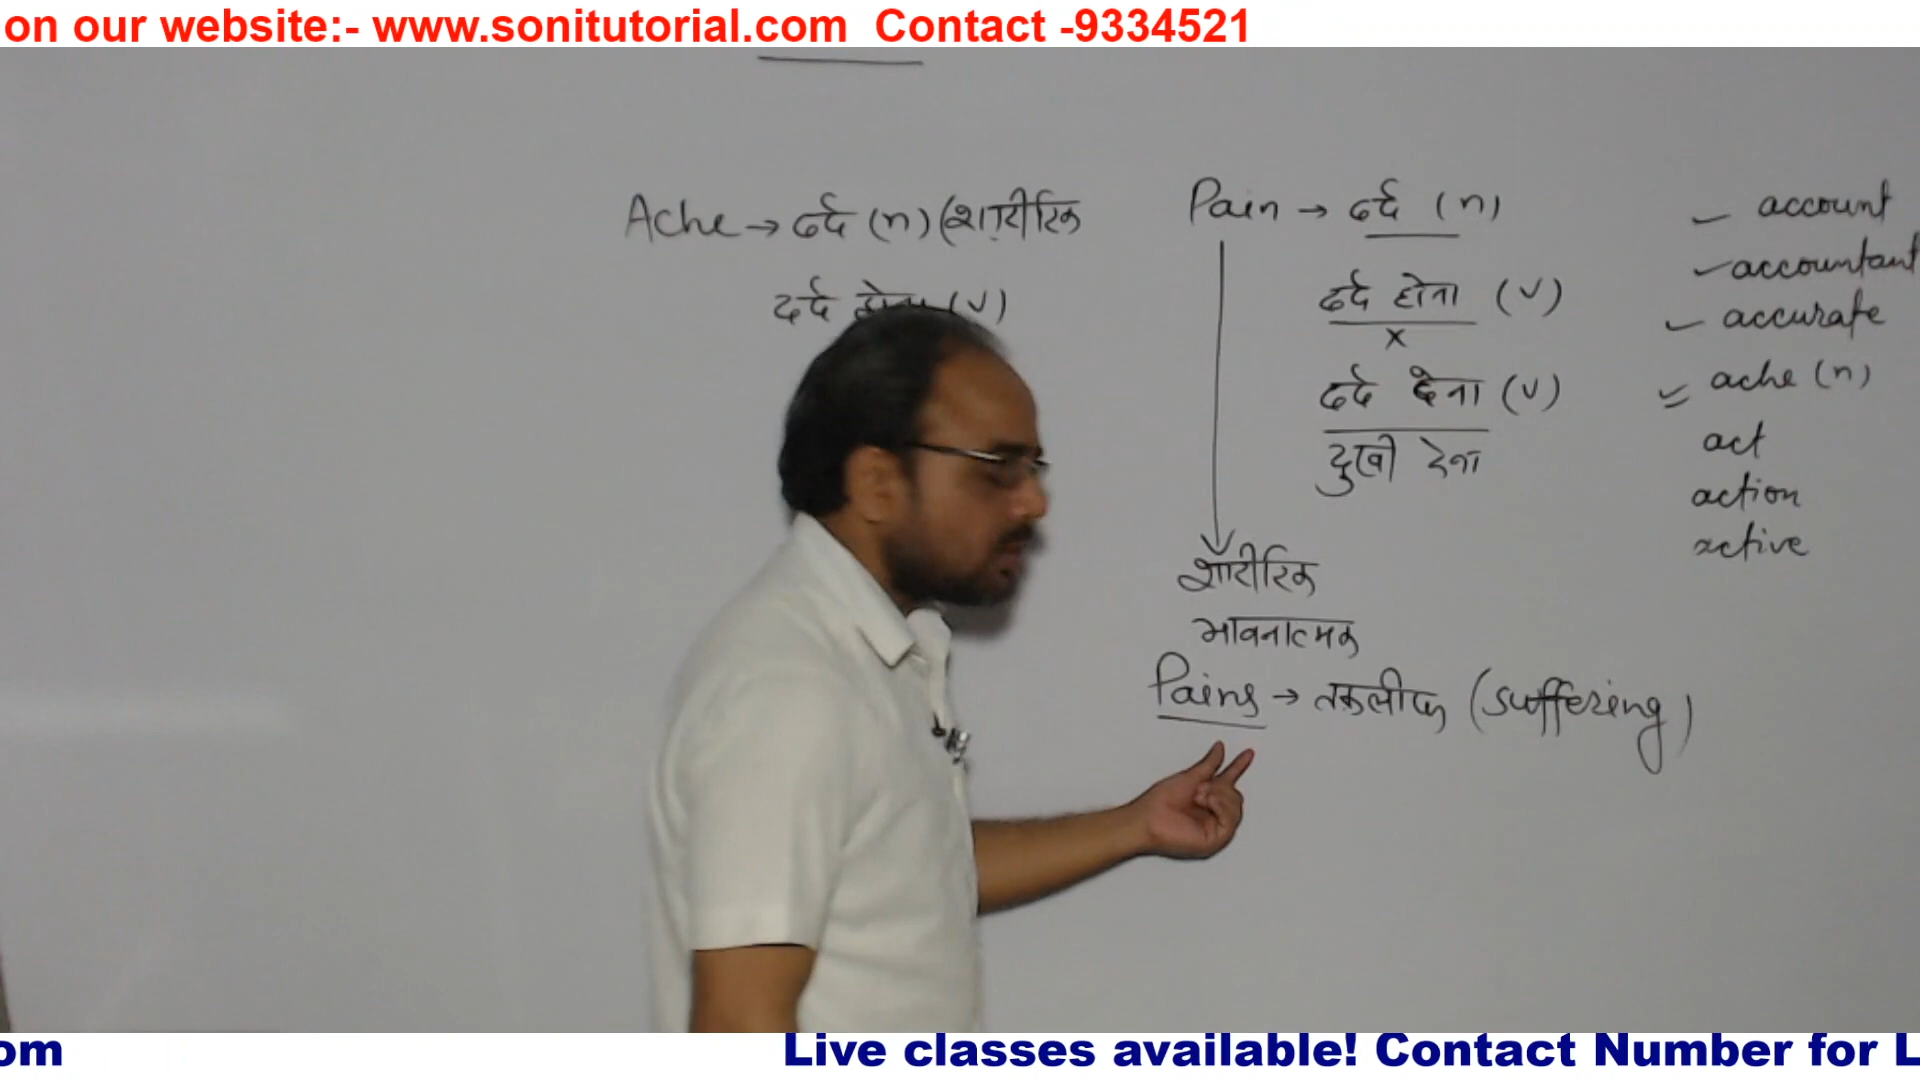 on our website:- www.sonitutorial.com Contact -9334521
Ache → दर्द (n) (शारीरिक
दर्द होना (v)
Pain → दर्द (n)
दर्द होना (v)
x
दर्द देना (v)
दुखी देना
शारीरिक
भावनात्मक
Pains → तकलीफ (suffering)
account
accountant
accurate
ache (n)
act
action
active
om Live classes available! Contact Number for L